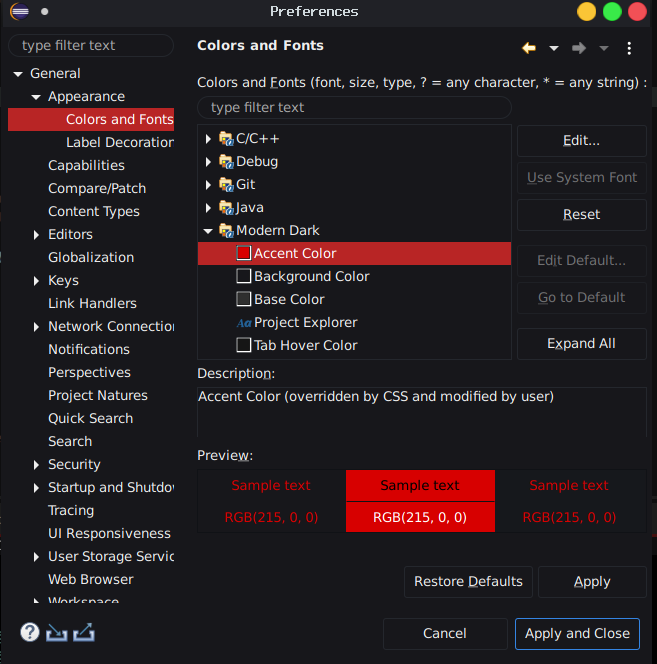 Preferences
type filter text
General
Appearance
Colors and Fonts
Label Decoration
Capabilities
Compare/Patch
Content Types
Editors
Globalization
Keys
Link Handlers
Network Connection
Notifications
Perspectives
Project Natures
Quick Search
Search
Security
Startup and Shutdo
Tracing
UI Responsiveness
User Storage Servic
Web Browser
Workspace
Colors and Fonts
Colors and Fonts (font, size, type, ? = any character, * = any string) :
type filter text
C/C++
Debug
Git
Java
Modern Dark
Accent Color
Background Color
Base Color
Aa Project Explorer
Tab Hover Color
Edit...
Use System Font
Reset
Edit Default...
Go to Default
Expand All
Description:
Accent Color (overridden by CSS and modified by user)
Preview:
Sample text Sample text Sample text
RGB(215, 0, 0) RGB(215, 0, 0) RGB(215, 0, 0)
Restore Defaults Apply
? Cancel Apply and Close